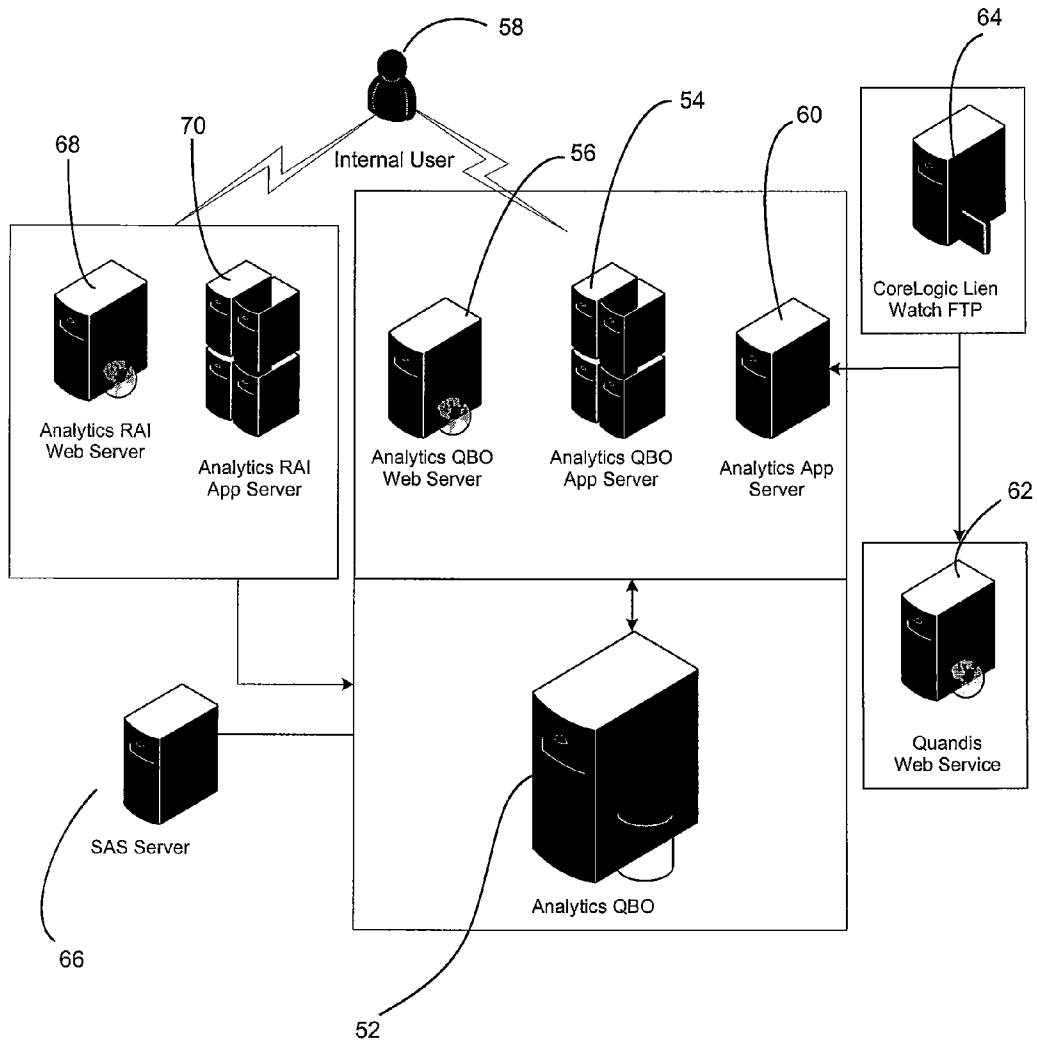 58
64
54
70
60
68
56
Internal User
CoreLogic Lien
Watch FTP
Analytics RAI
Web Server
Analytics RAI
App Server
Analytics QBO
Web Server
Analytics QBO
App Server
Analytics App
Server
62
Quandis
Web Service
SAS Server
Analytics QBO
66
52